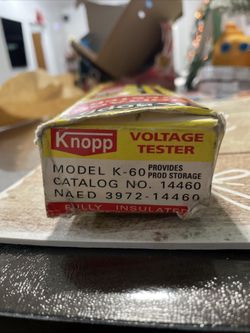 Knopp
VOLTAGE
TESTER
MODEL K-60 PROVIDES PROD STORAGE
CATALOG NO. 14460
NAED 3972-14460
FULLY INSULATED